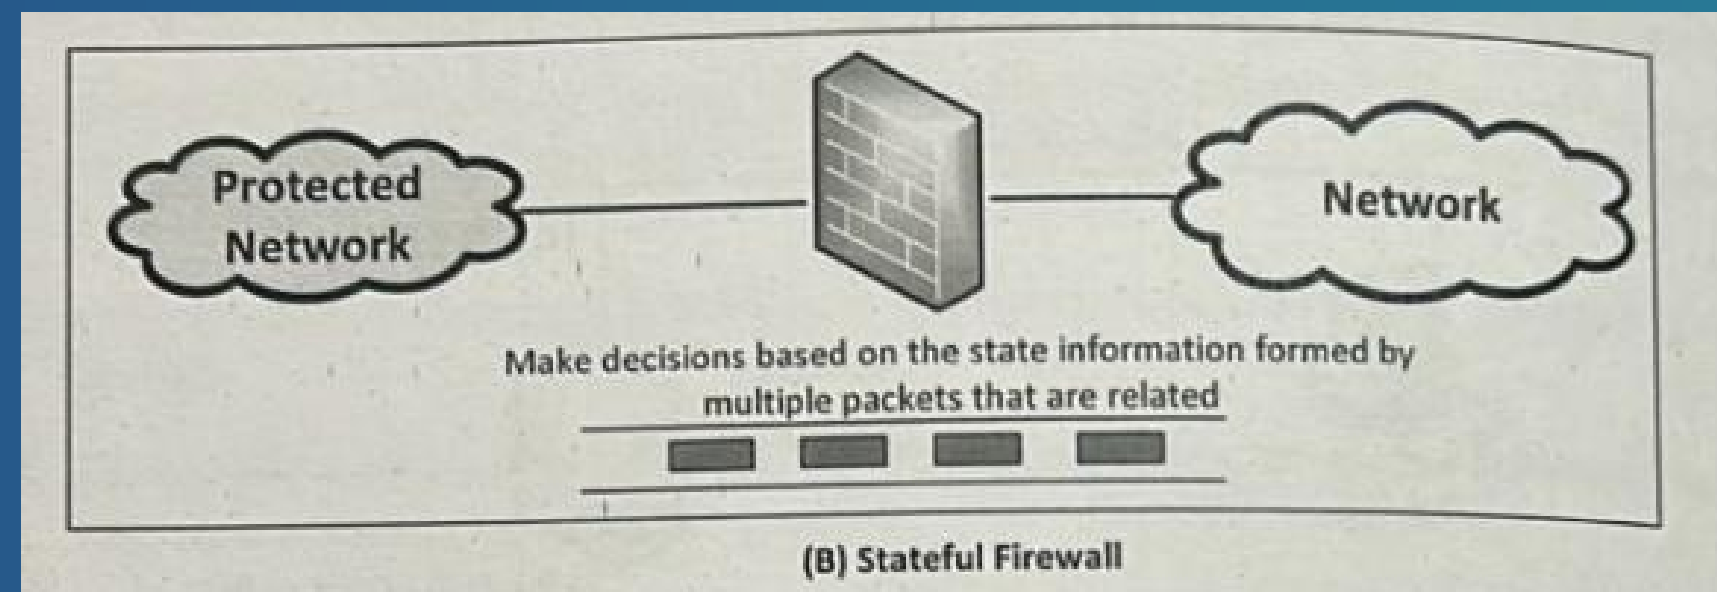 Protected
Network
Network
Make decisions based on the state information formed by
multiple packets that are related
(B) Stateful Firewall